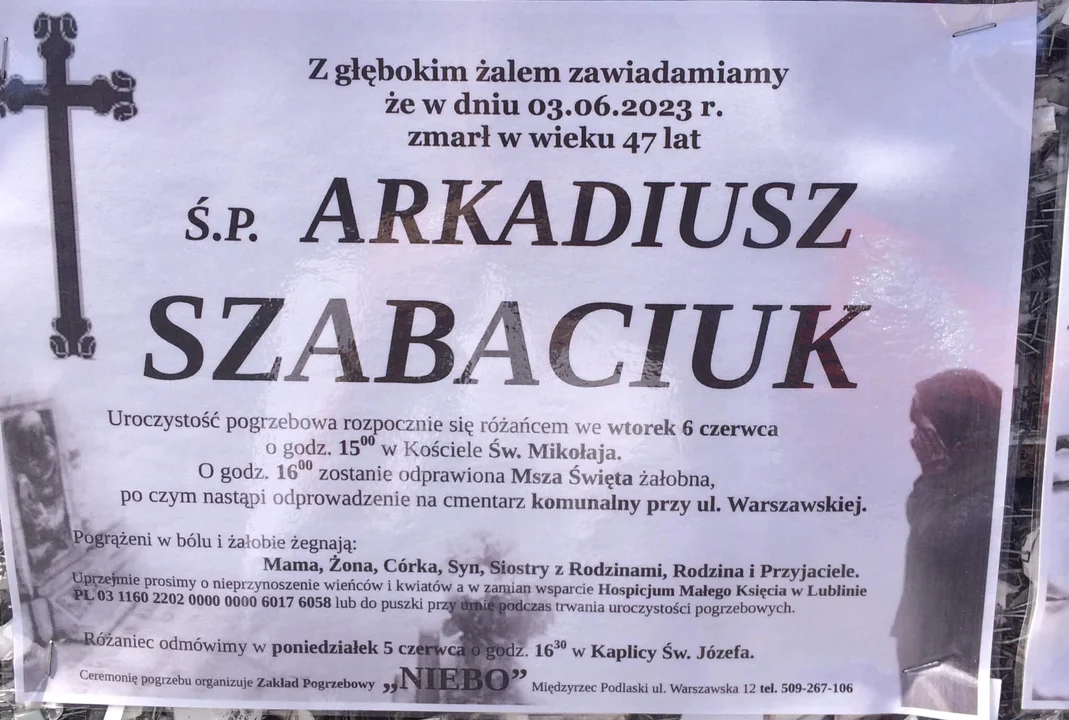 Z głębokim żalem zawiadamiamy
że w dniu 03.06.2023 r.
zmarł w wieku 47 lat
Ś.P. ARKADIUSZ
SZABACIUK
Uroczystość pogrzebowa rozpocznie się różańcem we wtorek 6 czerwca
o godz. 15⁰⁰ w Kościele Św. Mikołaja.
O godz. 16⁰⁰ zostanie odprawiona Msza Święta żałobna,
po czym nastąpi odprowadzenie na cmentarz komunalny przy ul. Warszawskiej.
Pogrążeni w bólu i żałobie żegnają:
Mama, Żona, Córka, Syn, Siostry z Rodzinami, Rodzina i Przyjaciele.
Uprzejmie prosimy o nieprzynoszenie wieńców i kwiatów a w zamian wsparcie Hospicjum Małego Księcia w Lublinie
PL 03 1160 2202 0000 0000 6017 6058 lub do puszki przy urnie podczas trwania uroczystości pogrzebowych.
Różaniec odmówimy w poniedziałek 5 czerwca o godz. 16³⁰ w Kaplicy Św. Józefa.
Ceremonię pogrzebu organizuje Zakład Pogrzebowy „NIEBO” Międzyrzec Podlaski ul. Warszawska 12 tel. 509-267-106